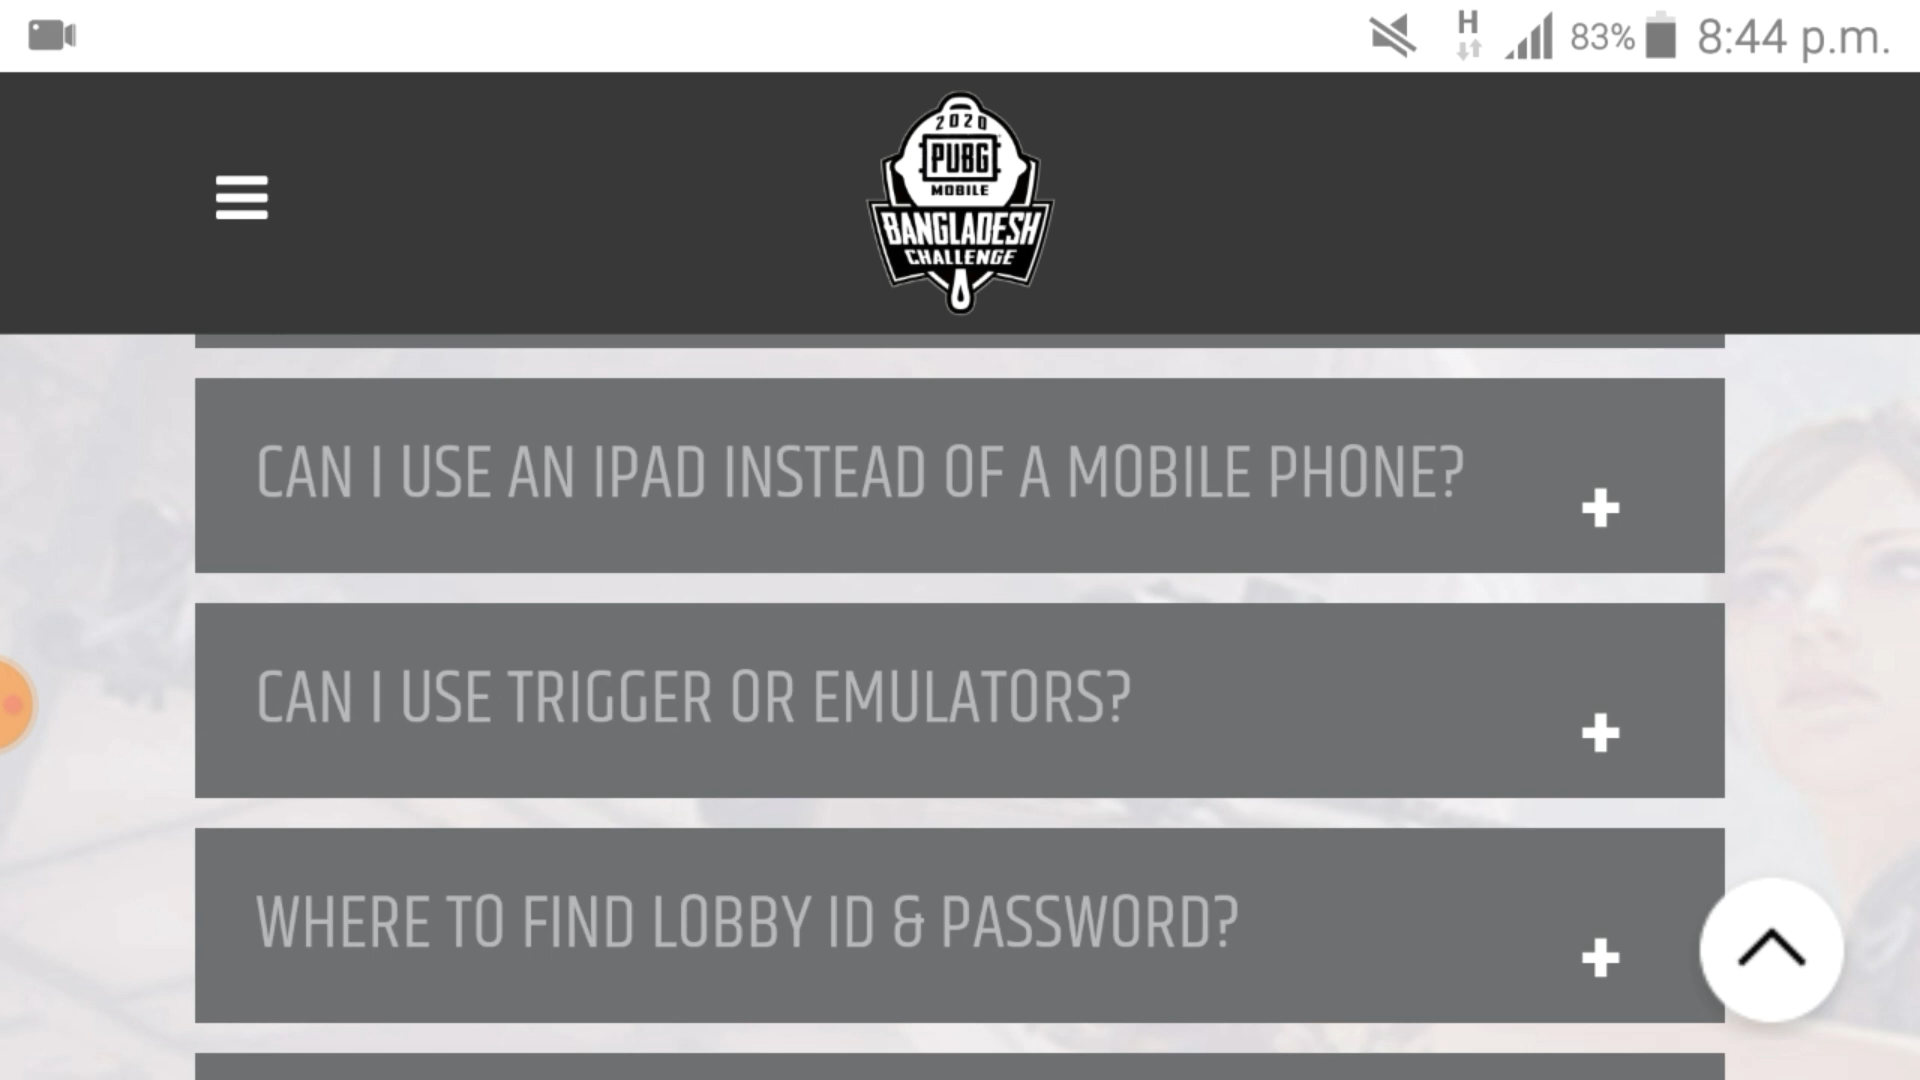 H
83%
8:44 p.m.
2020
PUBG
MOBILE
BANGLADESH
CHALLENGE
CAN I USE AN IPAD INSTEAD OF A MOBILE PHONE?
CAN I USE TRIGGER OR EMULATORS?
WHERE TO FIND LOBBY ID & PASSWORD?